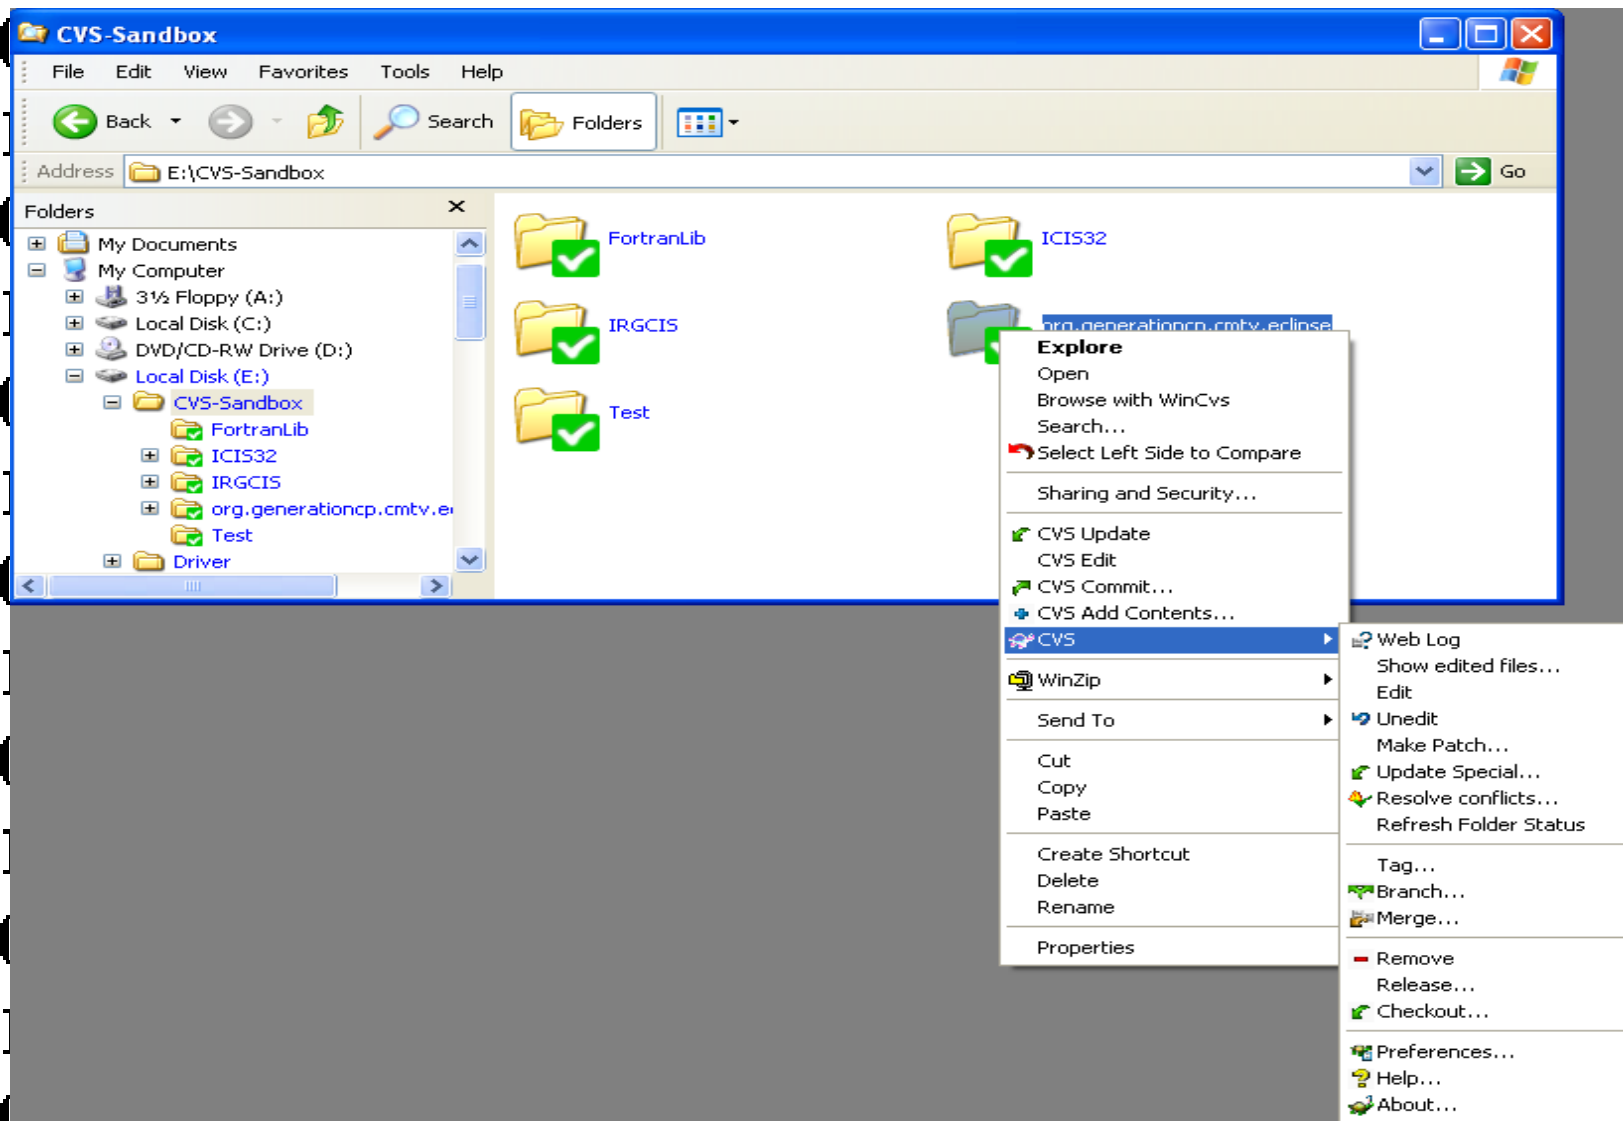 CVS-Sandbox
File Edit View Favorites Tools Help
Back Search Folders
Address E:\CVS-Sandbox Go
Folders
My Documents
My Computer
3½ Floppy (A:)
Local Disk (C:)
DVD/CD-RW Drive (D:)
Local Disk (E:)
CVS-Sandbox
FortranLib
ICIS32
IRGCIS
org.generationcp.cmtv.e
Test
Driver
FortranLib
ICIS32
IRGCIS
org.generationcp.cmtv.eclipse
Test
Explore
Open
Browse with WinCvs
Search...
Select Left Side to Compare
Sharing and Security...
CVS Update
CVS Edit
CVS Commit...
CVS Add Contents...
CVS
WinZip
Send To
Cut
Copy
Paste
Create Shortcut
Delete
Rename
Properties
Web Log
Show edited files...
Edit
Unedit
Make Patch...
Update Special...
Resolve conflicts...
Refresh Folder Status
Tag...
Branch...
Merge...
Remove
Release...
Checkout...
Preferences...
Help...
About...